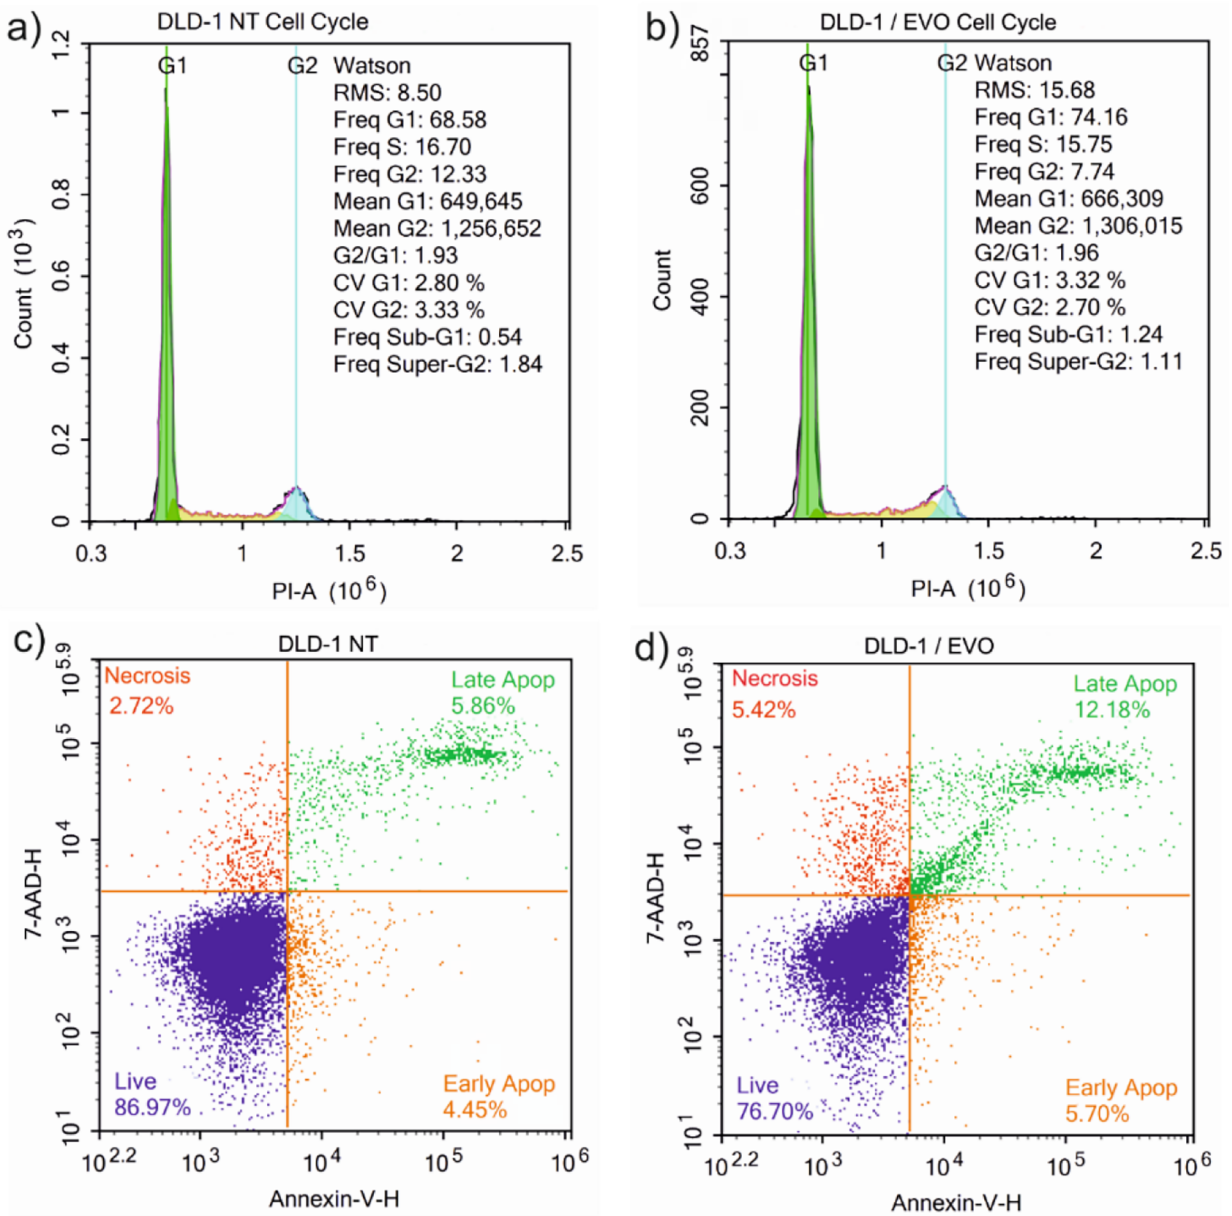 a)
DLD-1 NT Cell Cycle
1.2
1
0.8
0.6
0.4
0.2
0
Count (10³)
G1
G2
Watson
RMS: 8.50
Freq G1: 68.58
Freq S: 16.70
Freq G2: 12.33
Mean G1: 649,645
Mean G2: 1,256,652
G2/G1: 1.93
CV G1: 2.80 %
CV G2: 3.33 %
Freq Sub-G1: 0.54
Freq Super-G2: 1.84
0.3 1 1.5 2 2.5
PI-A (10⁶)
b)
DLD-1 / EVO Cell Cycle
857
600
400
200
0
Count
G1
G2 Watson
RMS: 15.68
Freq G1: 74.16
Freq S: 15.75
Freq G2: 7.74
Mean G1: 666,309
Mean G2: 1,306,015
G2/G1: 1.96
CV G1: 3.32 %
CV G2: 2.70 %
Freq Sub-G1: 1.24
Freq Super-G2: 1.11
0.3 1 1.5 2 2.5
PI-A (10⁶)
c)
DLD-1 NT
10⁵·⁹
10⁵
10⁴
10³
10²
10¹
7-AAD-H
Necrosis
2.72%
Late Apop
5.86%
Live
86.97%
Early Apop
4.45%
10²·² 10³ 10⁴ 10⁵ 10⁶
Annexin-V-H
d)
DLD-1 / EVO
10⁵·⁹
10⁵
10⁴
10³
10²
10¹
7-AAD-H
Necrosis
5.42%
Late Apop
12.18%
Live
76.70%
Early Apop
5.70%
10²·² 10³ 10⁴ 10⁵ 10⁶
Annexin-V-H